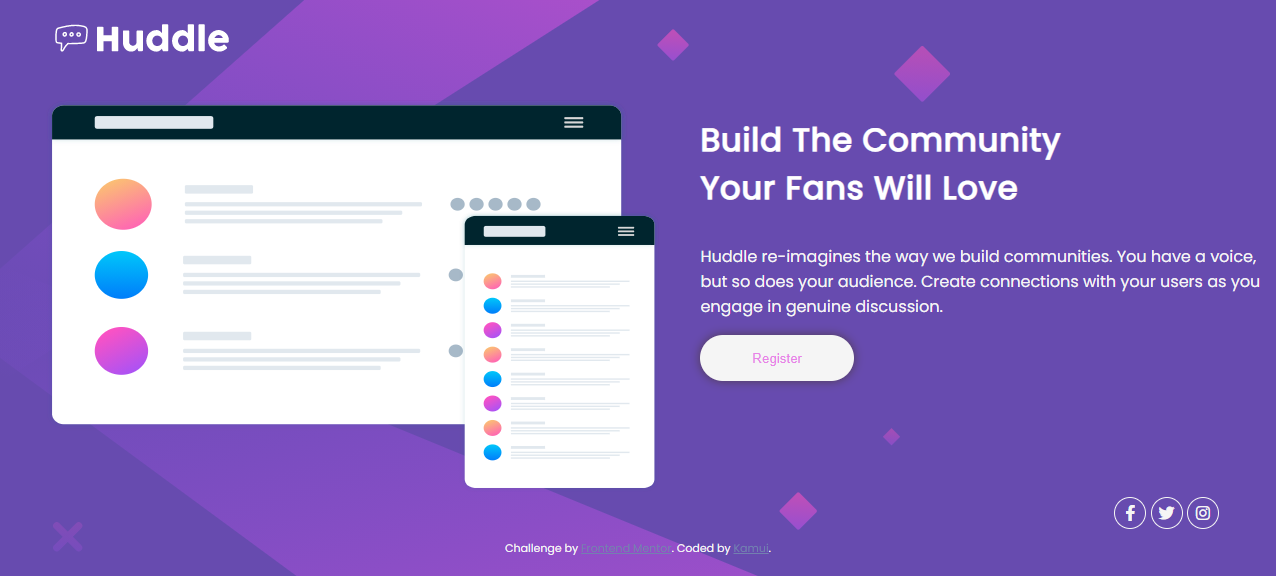 Huddle
Build The Community
Your Fans Will Love
Huddle re-imagines the way we build communities. You have a voice,
but so does your audience. Create connections with your users as you
engage in genuine discussion.
Register
Challenge by Frontend Mentor. Coded by Kamui.